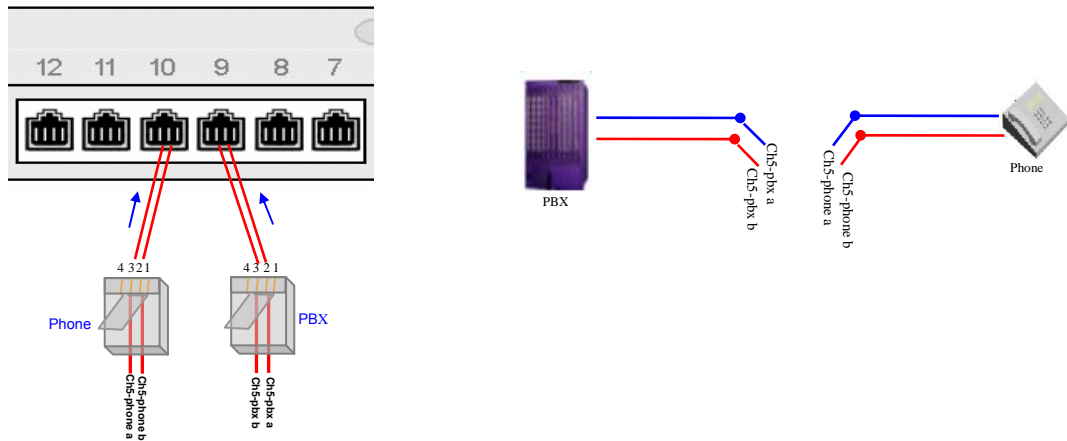 12 11 10 9 8 7
4 3 2 1
4 3 2 1
Phone
PBX
Ch5-phone a
Ch5-phone b
Ch5-pbx b
Ch5-pbx a
PBX
Ch5-pbx b
Ch5-pbx a
Ch5-phone a
Ch5-phone b
Phone